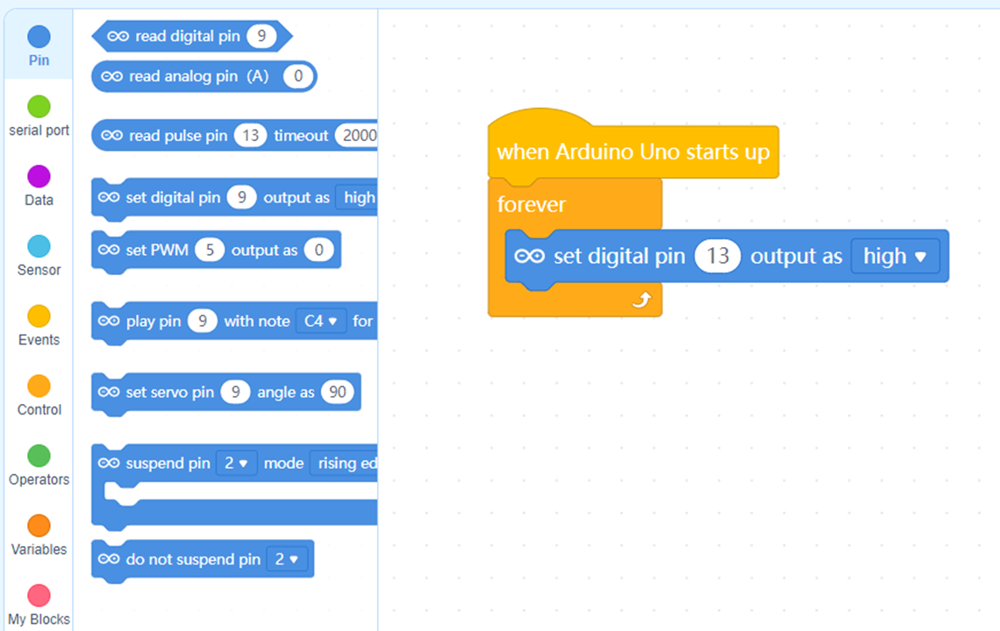 Pin
serial port
Data
Sensor
Events
Control
Operators
Variables
My Blocks
read digital pin 9
read analog pin (A) 0
read pulse pin 13 timeout 2000
set digital pin 9 output as high
set PWM 5 output as 0
play pin 9 with note C4 for
set servo pin 9 angle as 90
suspend pin 2 mode rising ed
do not suspend pin 2
when Arduino Uno starts up
forever
set digital pin 13 output as high